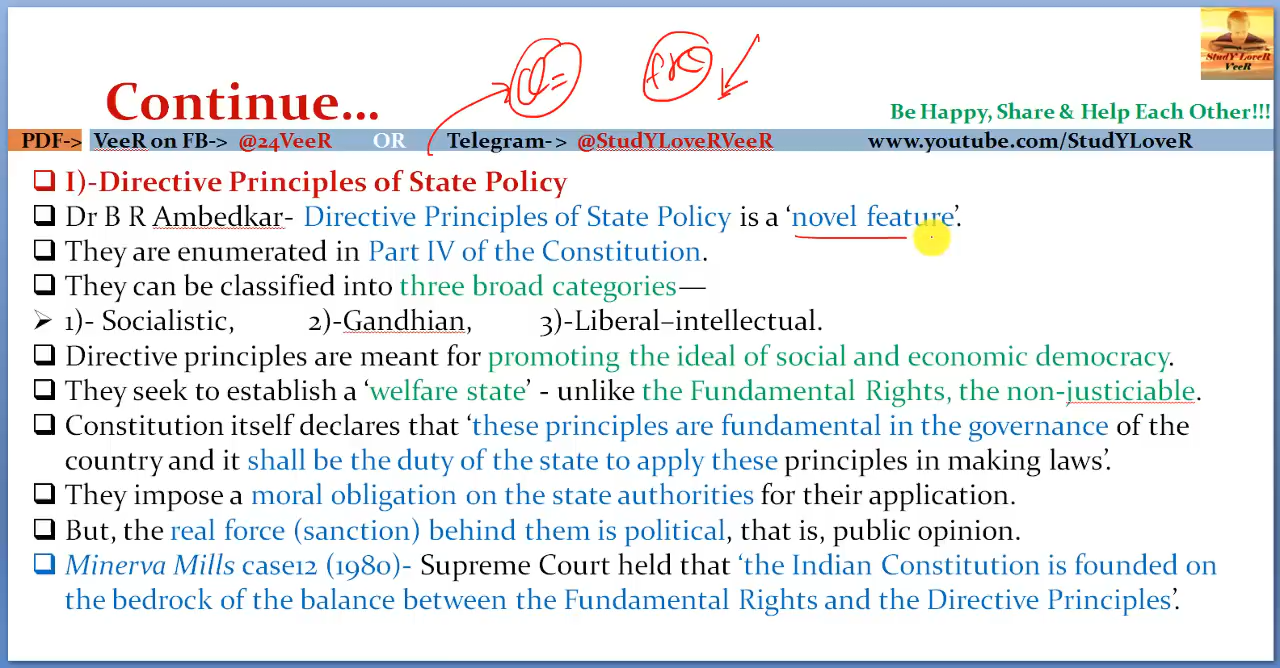 StudY LoveR
VeeR
Continue...
Be Happy, Share & Help Each Other!!!
PDF-> VeeR on FB-> @24VeeR OR Telegram-> @StudYLoveRVeeR www.youtube.com/StudYLoveR
I)-Directive Principles of State Policy
Dr B R Ambedkar- Directive Principles of State Policy is a ‘novel feature’.
They are enumerated in Part IV of the Constitution.
They can be classified into three broad categories—
1)- Socialistic, 2)-Gandhian, 3)-Liberal–intellectual.
Directive principles are meant for promoting the ideal of social and economic democracy.
They seek to establish a ‘welfare state’ - unlike the Fundamental Rights, the non-justiciable.
Constitution itself declares that ‘these principles are fundamental in the governance of the
country and it shall be the duty of the state to apply these principles in making laws’.
They impose a moral obligation on the state authorities for their application.
But, the real force (sanction) behind them is political, that is, public opinion.
Minerva Mills case12 (1980)- Supreme Court held that ‘the Indian Constitution is founded on
the bedrock of the balance between the Fundamental Rights and the Directive Principles’.